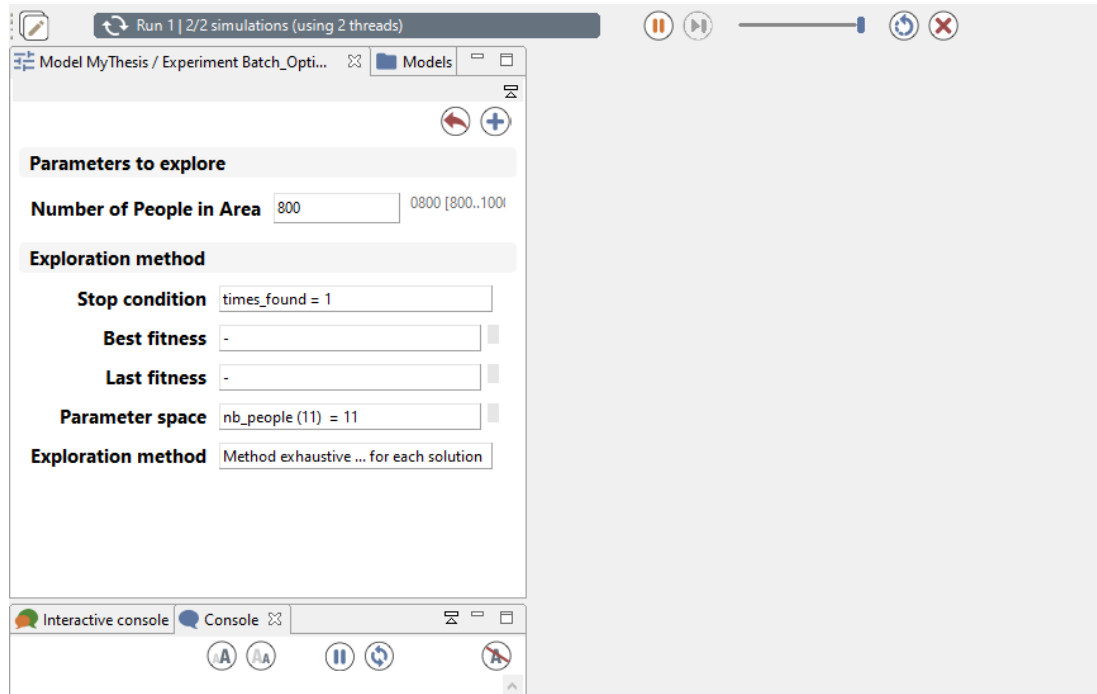 Run 1 | 2/2 simulations (using 2 threads)
Model MyThesis / Experiment Batch_Opti...
Models
Parameters to explore
Number of People in Area 800 0800 [800..100
Exploration method
Stop condition times_found = 1
Best fitness -
Last fitness -
Parameter space nb_people (11) = 11
Exploration method Method exhaustive ... for each solution
Interactive console Console